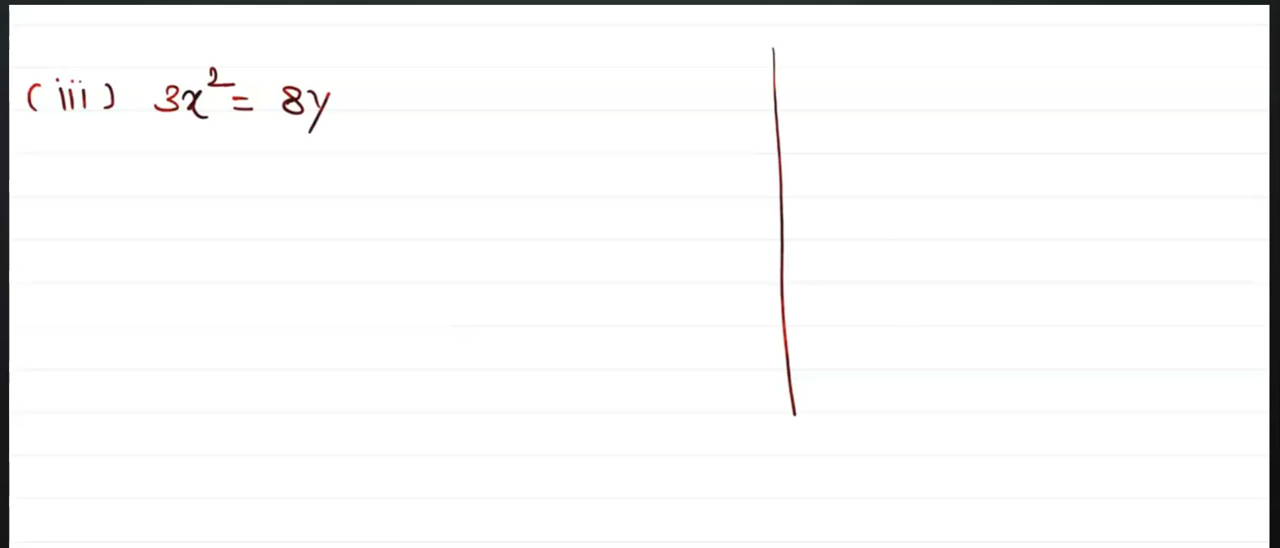 (iii) 3x² = 8y